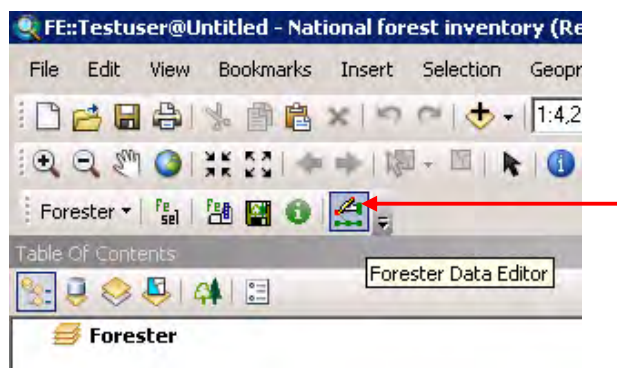 FE::Testuser@Untitled - National forest inventory (Re
File Edit View Bookmarks Insert Selection Geopr
1:4,2
Forester Fe sel Fe
Table Of Contents
Forester Data Editor
Forester